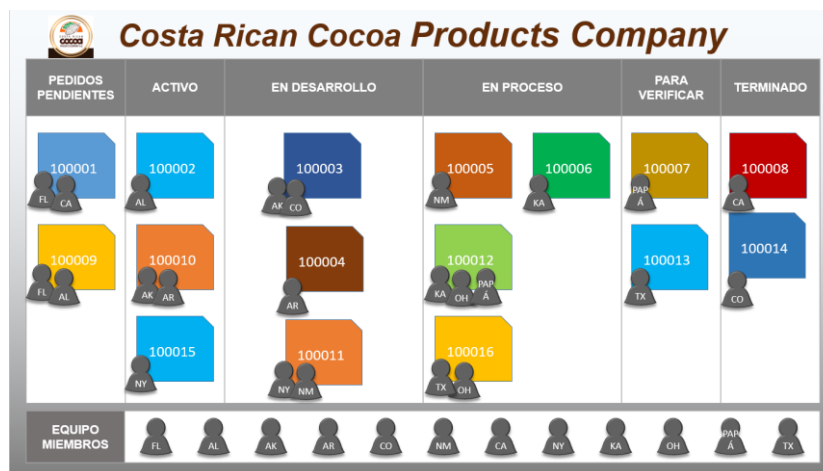 Costa Rican Cocoa Products Company
COCOA
PEDIDOS
PENDIENTES
ACTIVO
EN DESARROLLO
EN PROCESO
PARA
VERIFICAR
TERMINADO
100001
FL
CA
100002
AL
100003
AK
CO
100005
NM
100006
KA
100007
PAP
Á
100008
CA
100009
FL
AL
100010
AK
AR
100004
AR
100012
KA
OH
PAP
Á
100013
TX
100014
CO
100015
NY
100011
NY
NM
100016
TX
OH
EQUIPO
MIEMBROS
FL
AL
AK
AR
CO
NM
CA
NY
KA
OH
PAP
Á
TX